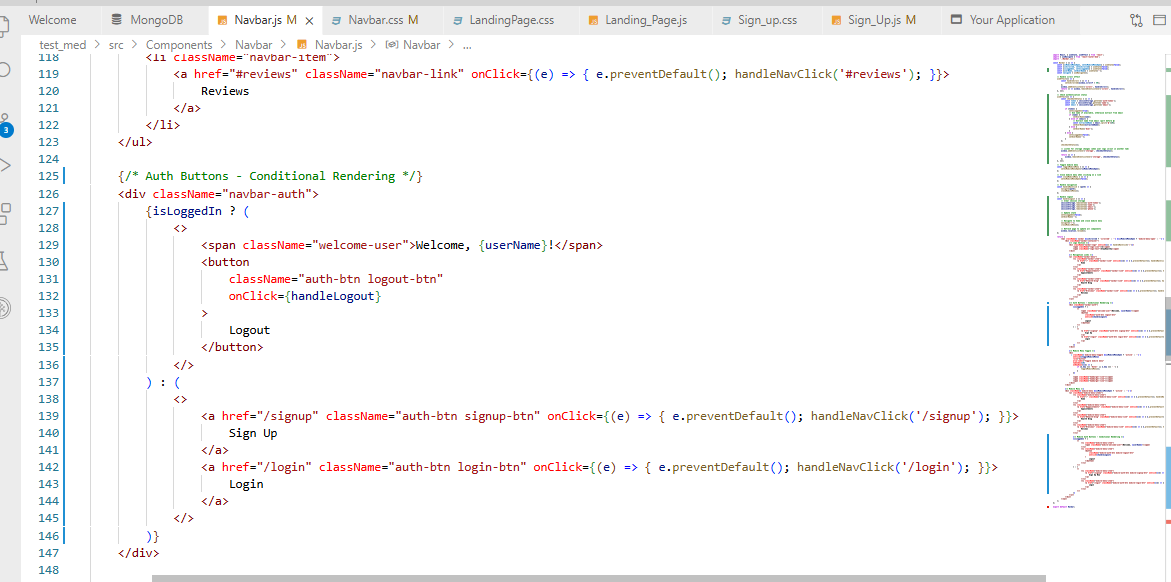 Welcome MongoDB Navbar.js M Navbar.css M LandingPage.css Landing_Page.js Sign_up.css Sign_Up.js M Your Application
test_med > src > Components > Navbar > Navbar.js > Navbar > ...
118 <li className="navbar-item">
119 <a href="#reviews" className="navbar-link" onClick={(e) => { e.preventDefault(); handleNavClick('#reviews'); }}>
120 Reviews
121 </a>
122 </li>
123 </ul>
124
125 {/* Auth Buttons - Conditional Rendering */}
126 <div className="navbar-auth">
127 {isLoggedIn ? (
128 <>
129 <span className="welcome-user">Welcome, {userName}!</span>
130 <button
131 className="auth-btn logout-btn"
132 onClick={handleLogout}
133 >
134 Logout
135 </button>
136 </>
137 ) : (
138 <>
139 <a href="/signup" className="auth-btn signup-btn" onClick={(e) => { e.preventDefault(); handleNavClick('/signup'); }}>
140 Sign Up
141 </a>
142 <a href="/login" className="auth-btn login-btn" onClick={(e) => { e.preventDefault(); handleNavClick('/login'); }}>
143 Login
144 </a>
145 </>
146 )}
147 </div>
148
3